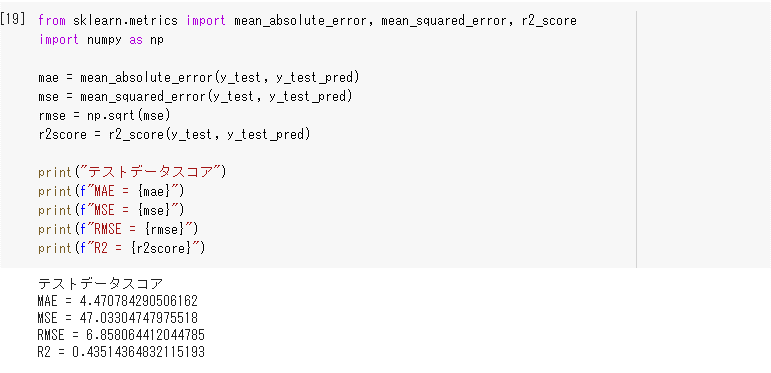 [19] from sklearn.metrics import mean_absolute_error, mean_squared_error, r2_score
import numpy as np
mae = mean_absolute_error(y_test, y_test_pred)
mse = mean_squared_error(y_test, y_test_pred)
rmse = np.sqrt(mse)
r2score = r2_score(y_test, y_test_pred)
print("テストデータスコア")
print(f"MAE = {mae}")
print(f"MSE = {mse}")
print(f"RMSE = {rmse}")
print(f"R2 = {r2score}")
テストデータスコア
MAE = 4.470784290506162
MSE = 47.03304747975518
RMSE = 6.858064412044785
R2 = 0.43514364832115193